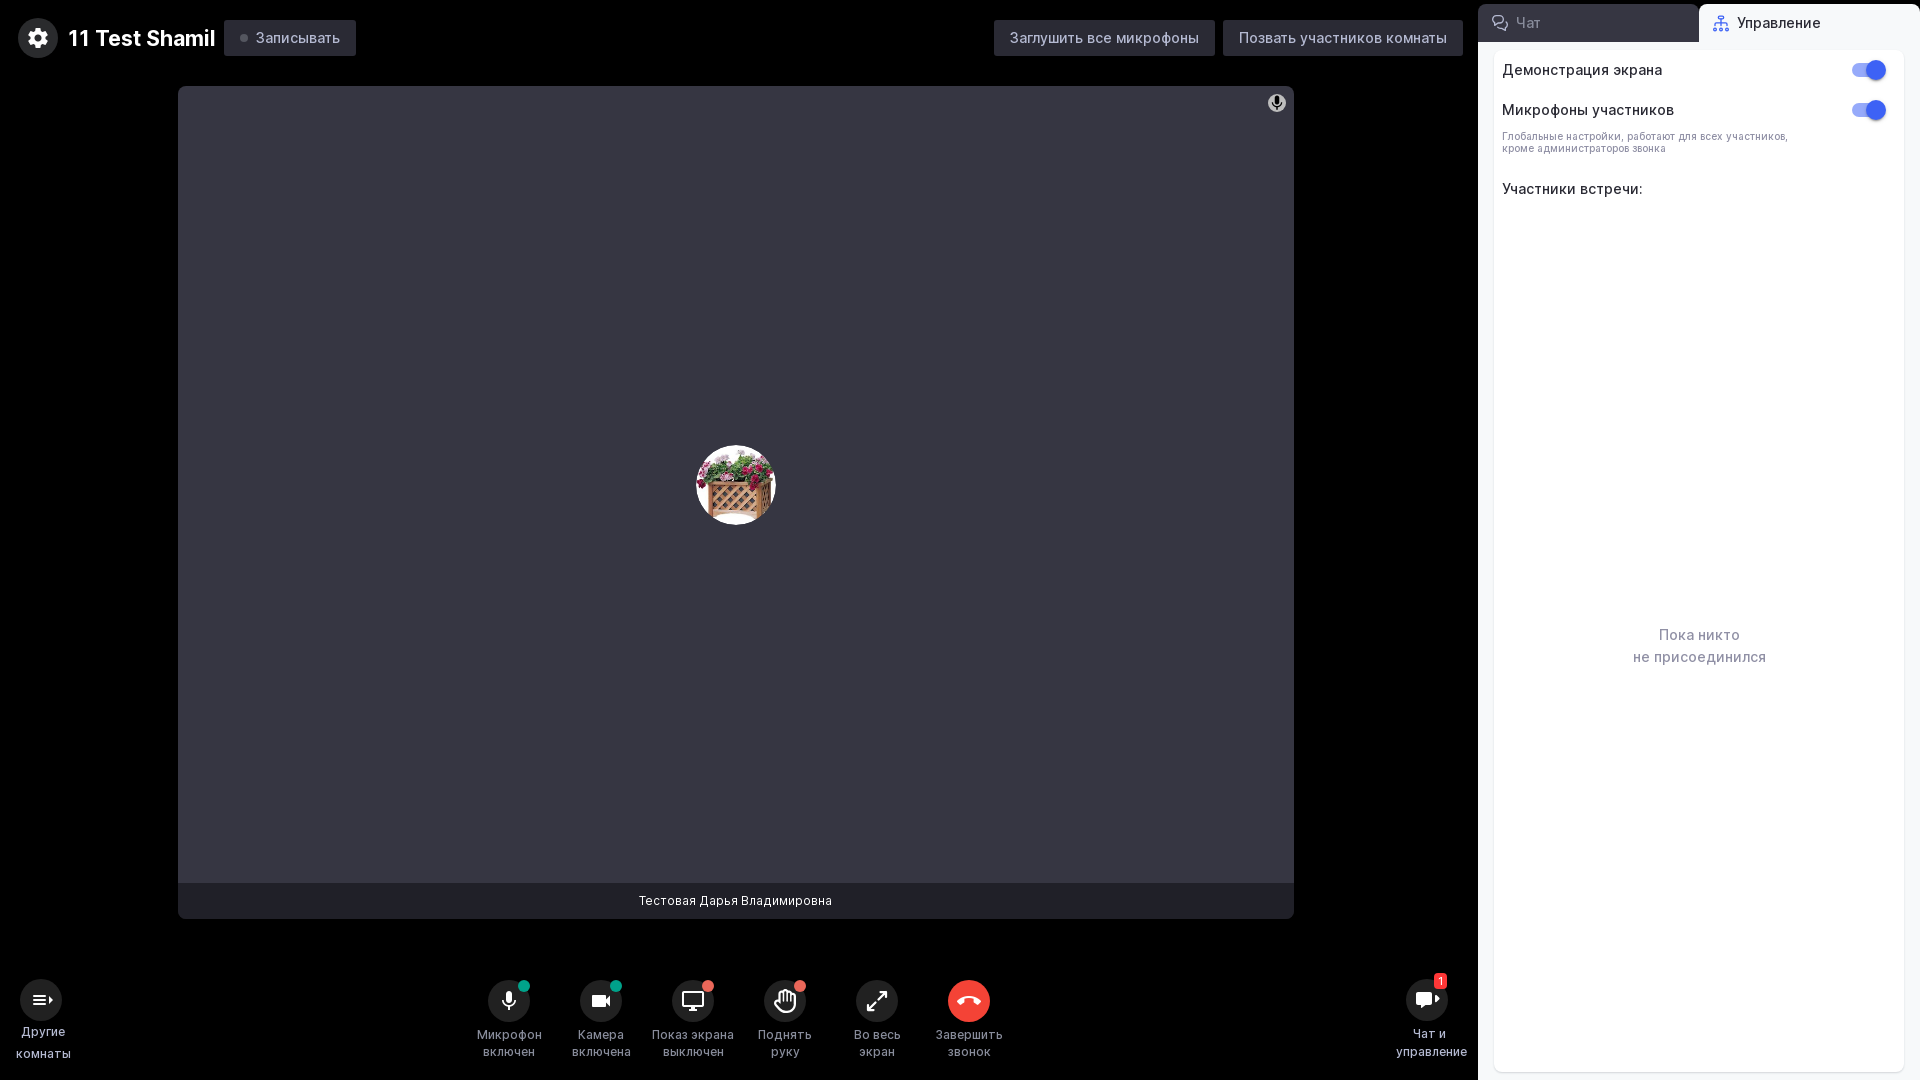 11 Test Shamil
Записывать
Заглушить все микрофоны
Позвать участников комнаты
Чат
Управление
Демонстрация экрана
Микрофоны участников
Глобальные настройки, работают для всех участников,
кроме администраторов звонка
Участники встречи:
Пока никто
не присоединился
Тестовая Дарья Владимировна
Другие
комнаты
Микрофон
включен
Камера
включена
Показ экрана
выключен
Поднять
руку
Во весь
экран
Завершить
звонок
1
Чат и
управление